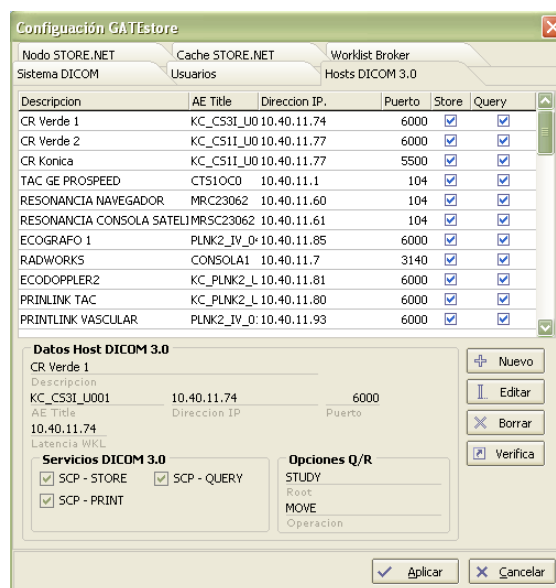 Configuación GATEstore
Nodo STORE.NET Cache STORE.NET Worklist Broker
Sistema DICOM Usuarios Hosts DICOM 3.0
Descripcion AE Title Direccion IP. Puerto Store Query
CR Verde 1 KC_CS3I_U0 10.40.11.74 6000
CR Verde 2 KC_CS1I_U0 10.40.11.77 6000
CR Konica KC_CS1I_U0 10.40.11.77 5500
TAC GE PROSPEED CTS1OC0 10.40.11.1 104
RESONANCIA NAVEGADOR MRC23062 10.40.11.60 104
RESONANCIA CONSOLA SATELI MRSC23062 10.40.11.61 104
ECOGRAFO 1 PLNK2_IV_0 10.40.11.85 6000
RADWORKS CONSOLA1 10.40.11.7 3140
ECODOPPLER2 KC_PLNK2_L 10.40.11.81 6000
PRINLINK TAC KC_PLNK2_L 10.40.11.80 6000
PRINTLINK VASCULAR PLNK2_IV_0 10.40.11.93 6000
Datos Host DICOM 3.0
CR Verde 1
Descripcion
KC_CS3I_U001 10.40.11.74 6000
AE Title Direccion IP Puerto
10.40.11.74
Latencia WKL
Servicios DICOM 3.0
SCP - STORE SCP - QUERY
SCP - PRINT
Opciones Q/R
STUDY
Root
MOVE
Operacion
Nuevo
Editar
Borrar
Verifica
Aplicar Cancelar